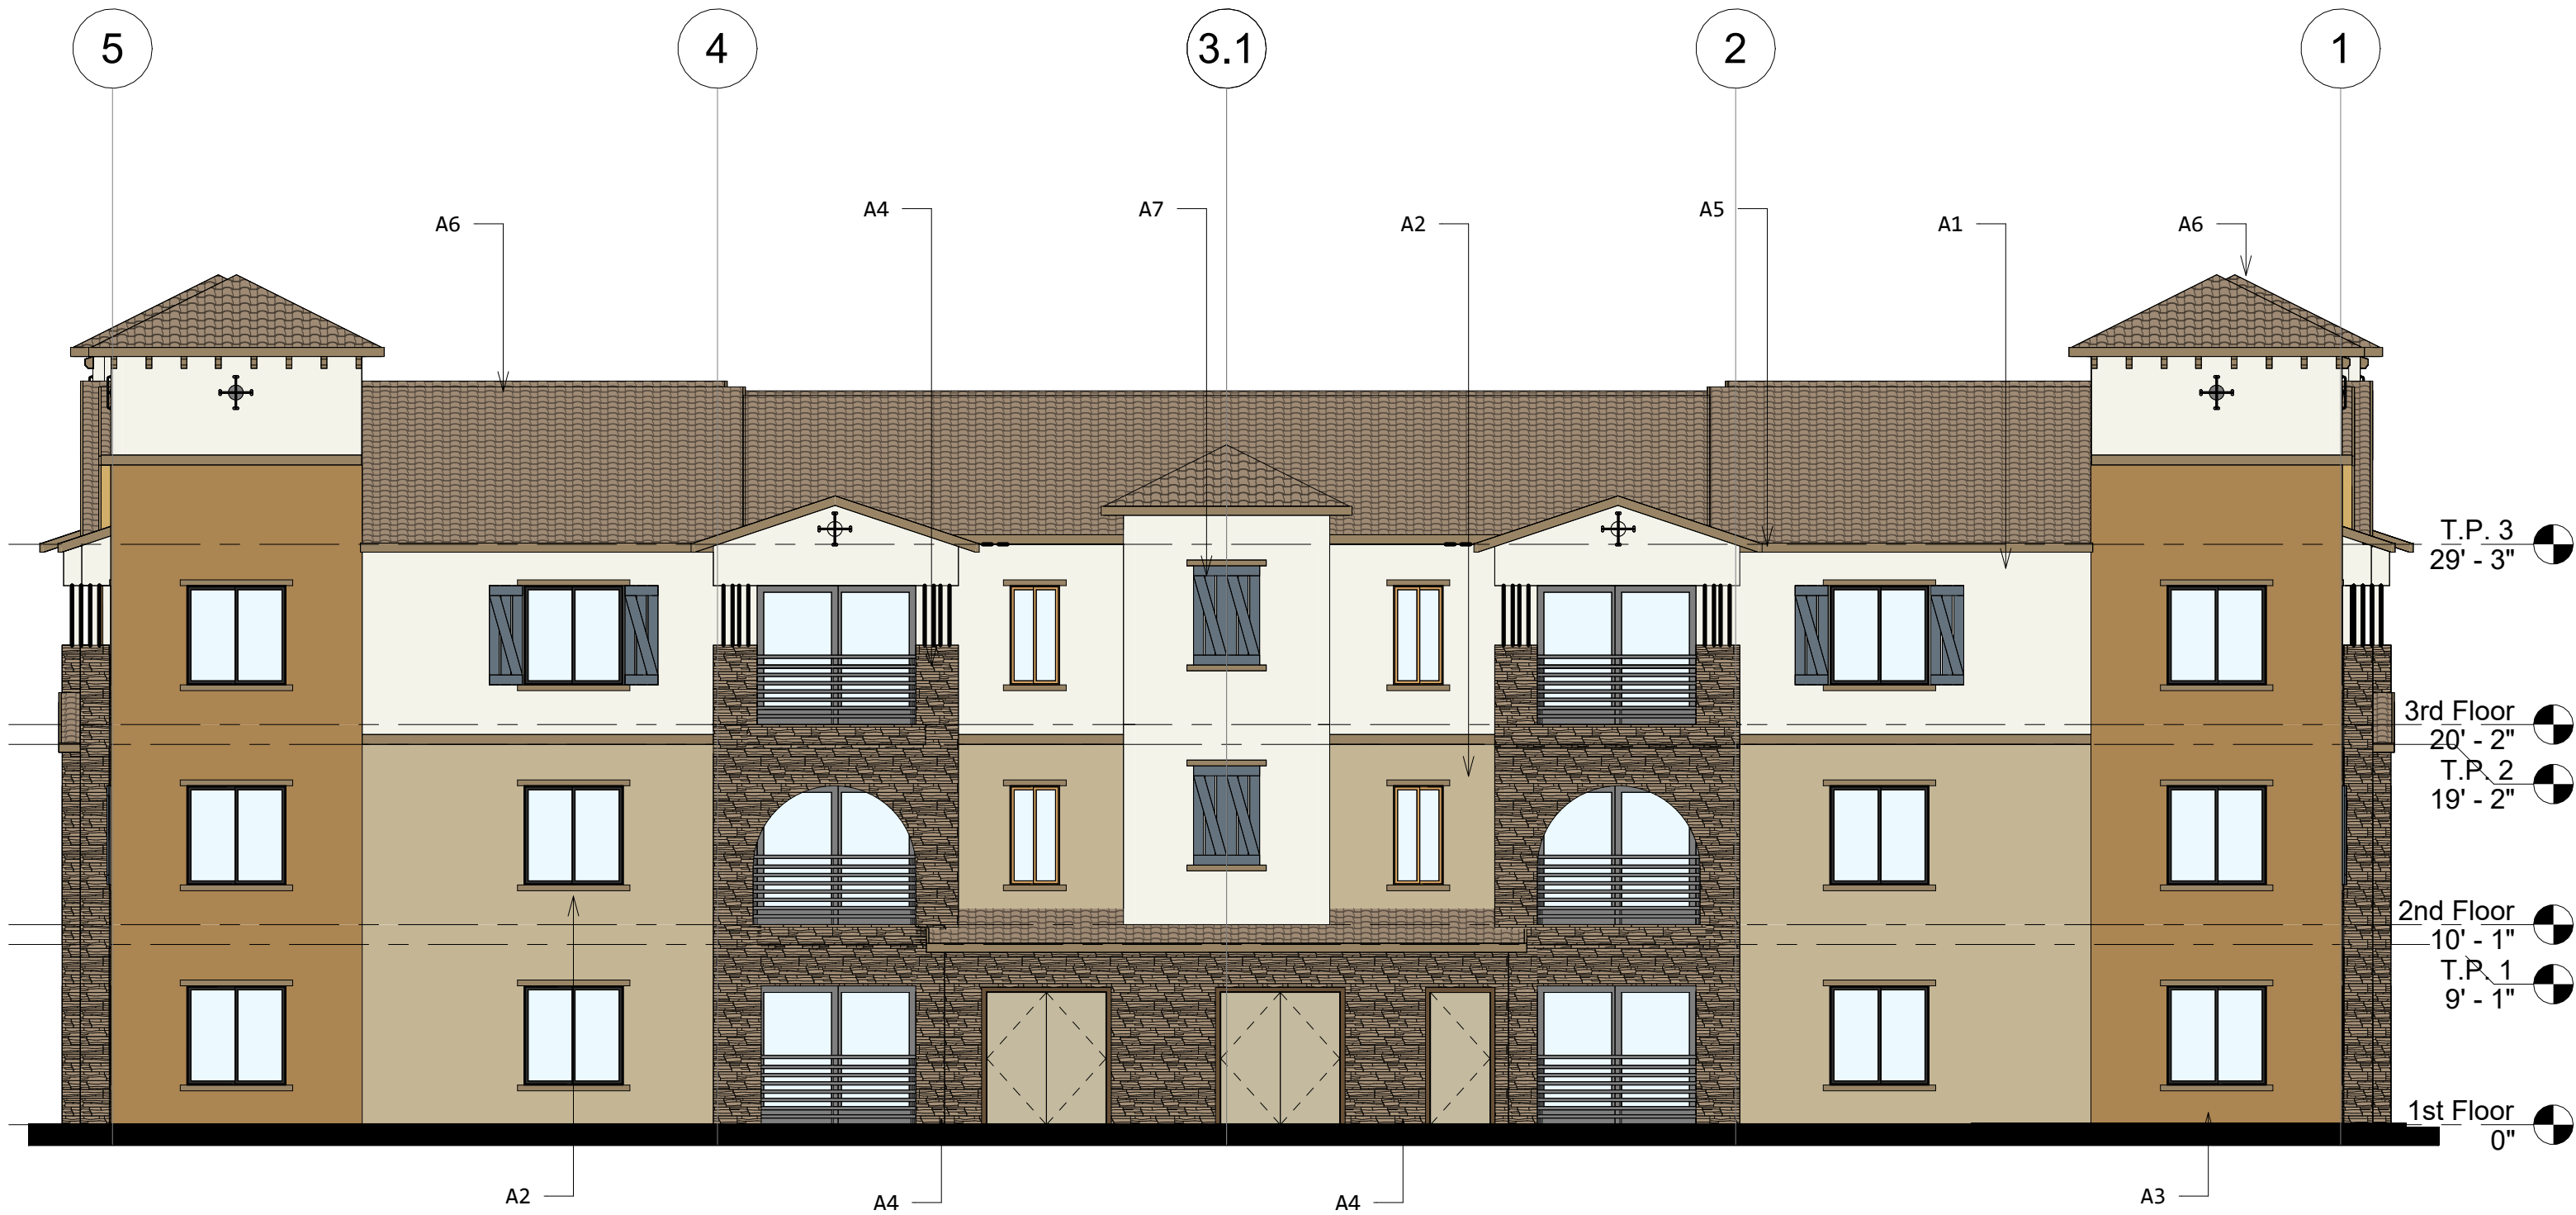 5
4
3.1
2
1
A6
A4
A7
A2
A5
A1
A6
T.P. 3
29' - 3"
3rd Floor
20' - 2"
T.P. 2
19' - 2"
2nd Floor
10' - 1"
T.P. 1
9' - 1"
1st Floor
0"
A2
A4
A4
A3